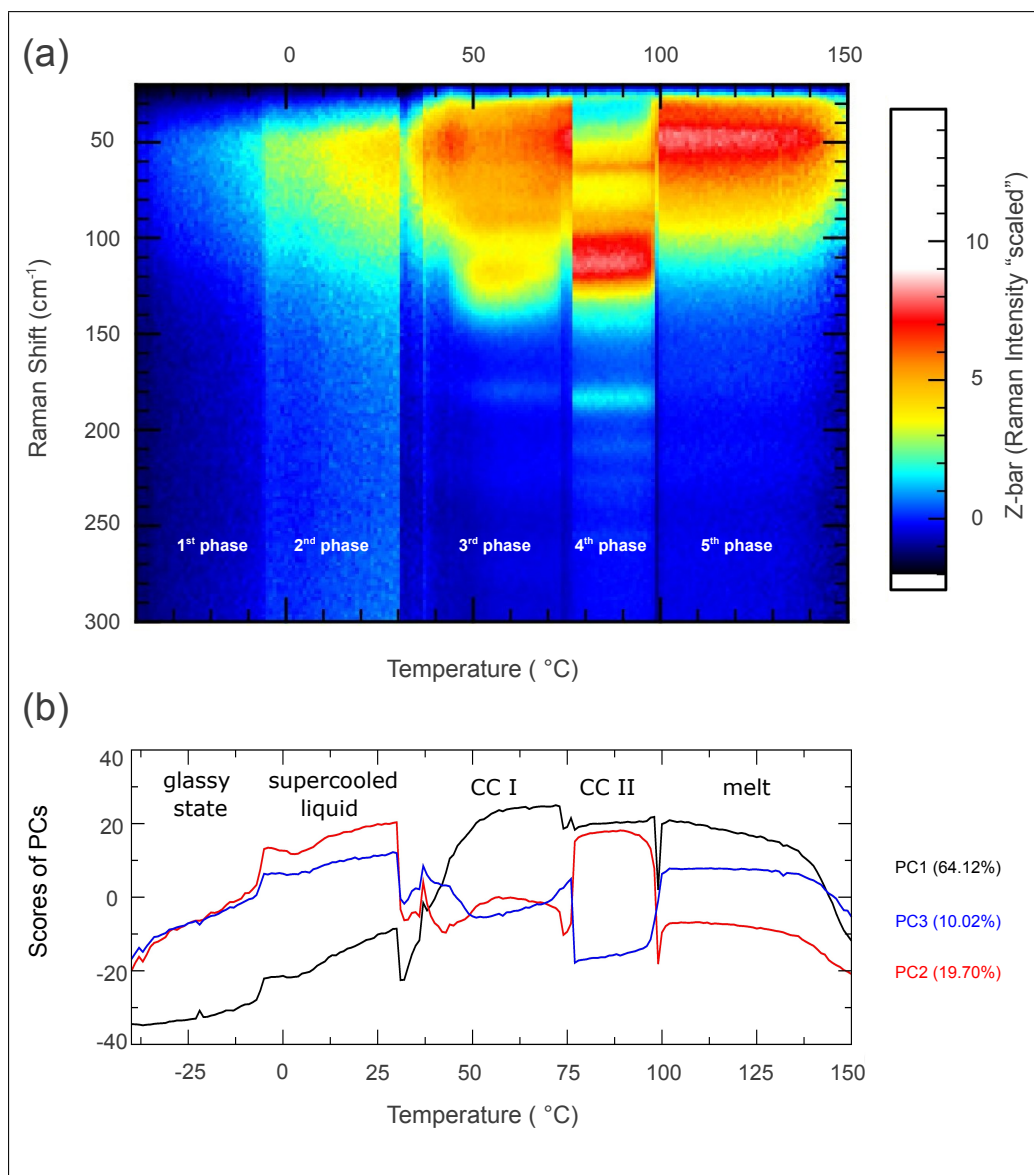 (a)
0 50 100 150
50
100
150
200
250
300
Raman Shift (cm⁻¹)
1ˢᵗ phase 2ⁿᵈ phase 3ʳᵈ phase 4ᵗʰ phase 5ᵗʰ phase
10
5
0
Z-bar (Raman Intensity “scaled”)
Temperature ( °C)
(b)
40
20
0
-20
-40
Scores of PCs
glassy
state
supercooled
liquid
CC I
CC II
melt
PC1 (64.12%)
PC3 (10.02%)
PC2 (19.70%)
-25 0 25 50 75 100 125 150
Temperature ( °C)